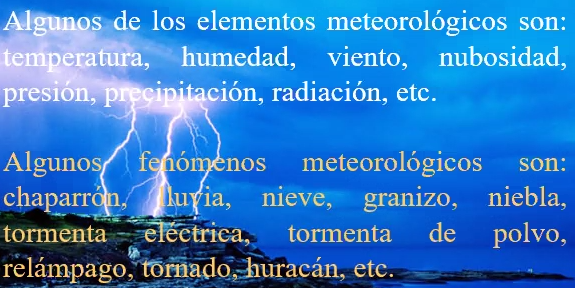 Algunos de los elementos meteorológicos son:
temperatura, humedad, viento, nubosidad,
presión, precipitación, radiación, etc.
Algunos fenómenos meteorológicos son:
chaparrón, lluvia, nieve, granizo, niebla,
tormenta eléctrica, tormenta de polvo,
relámpago, tornado, huracán, etc.